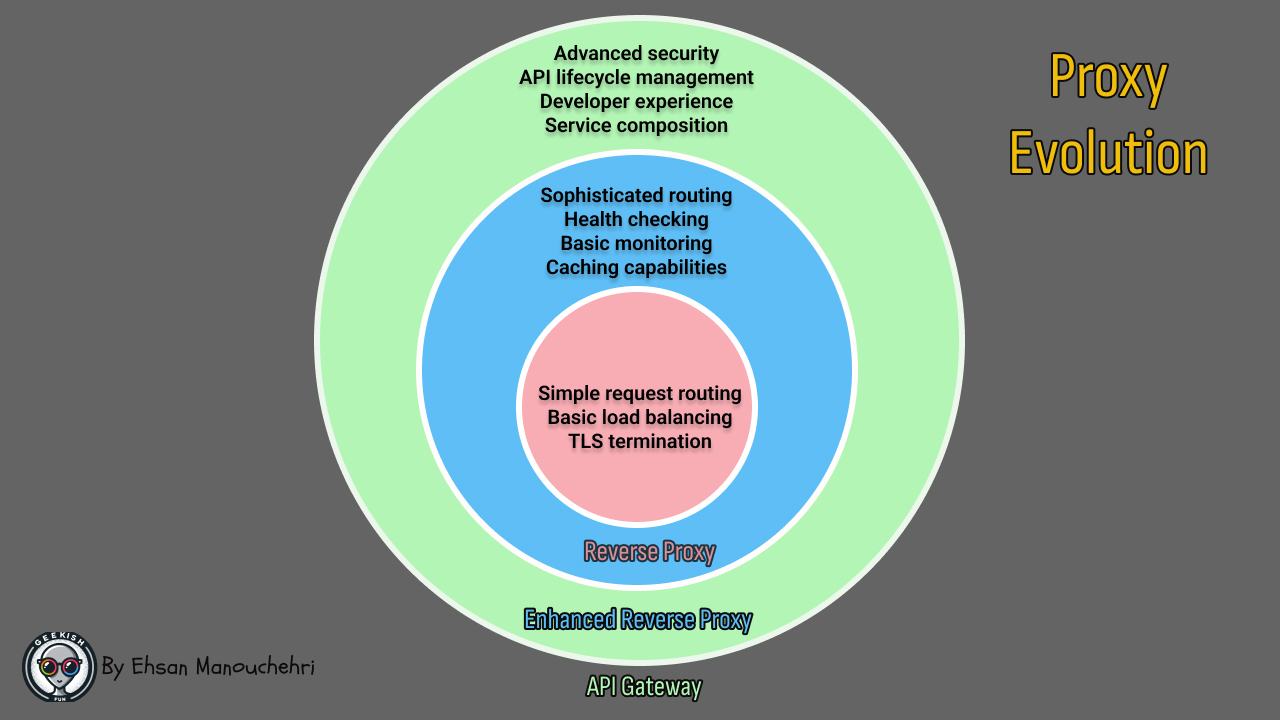 Proxy
Evolution
Advanced security
API lifecycle management
Developer experience
Service composition
Sophisticated routing
Health checking
Basic monitoring
Caching capabilities
Simple request routing
Basic load balancing
TLS termination
Reverse Proxy
Enhanced Reverse Proxy
API Gateway
GEEKISH
FUN
By Ehsan Manouchehri